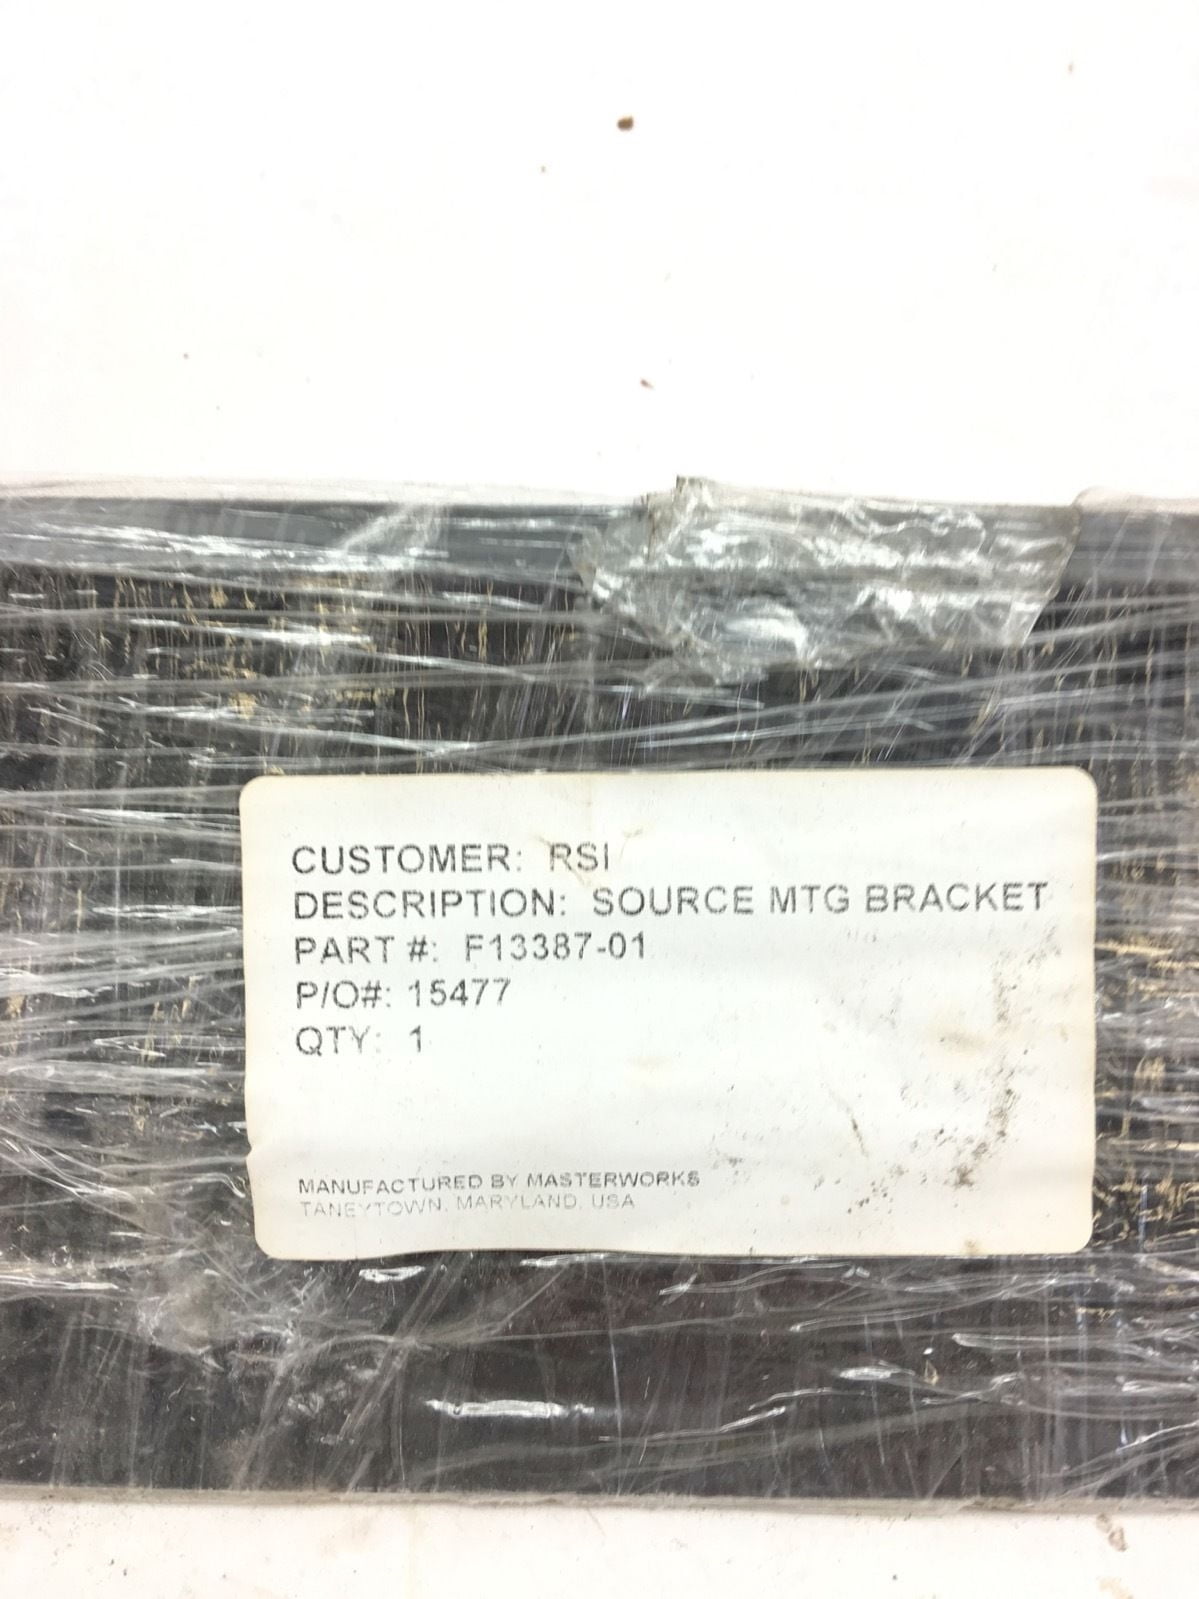 CUSTOMER: RSI
DESCRIPTION: SOURCE MTG BRACKET
PART #: F13387-01
P/O#: 15477
QTY: 1
MANUFACTURED BY MASTERWORKS
TANEYTOWN, MARYLAND, USA